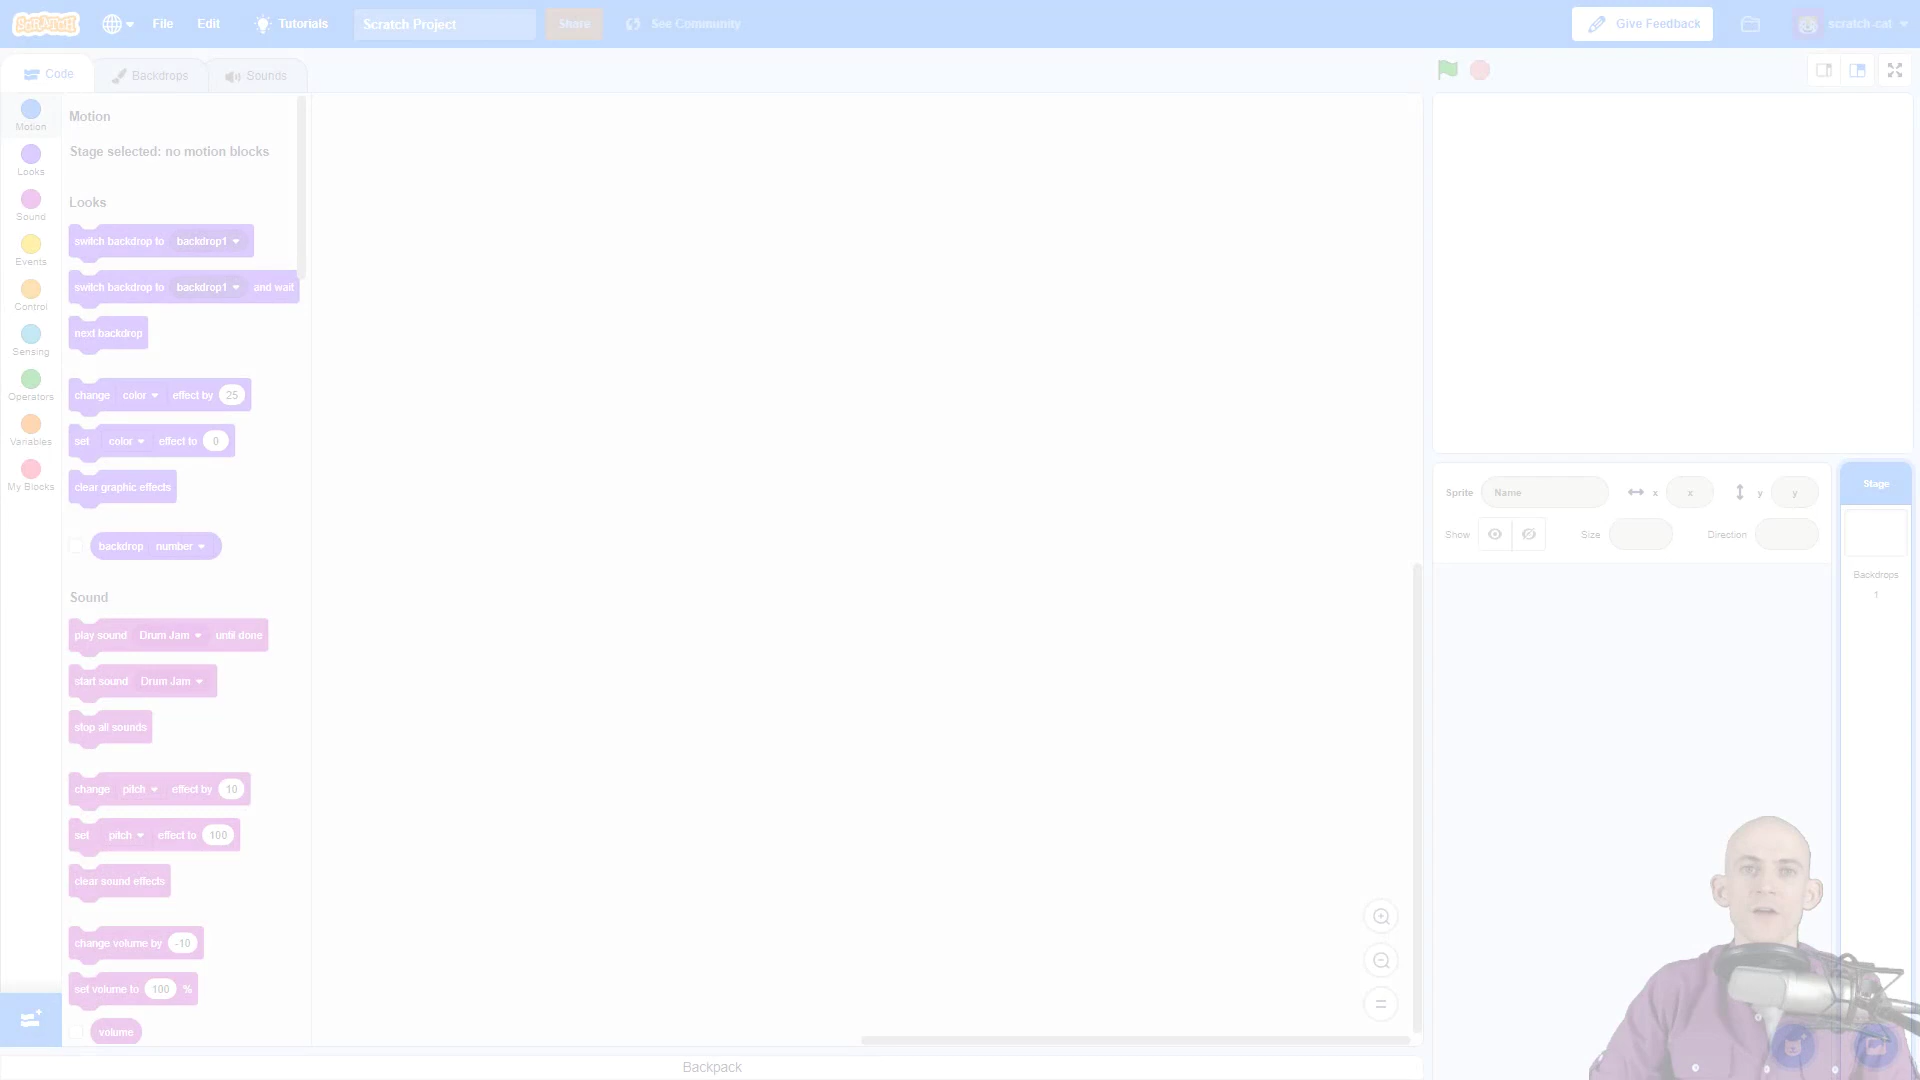 SCRATCH
File
Edit
Tutorials
Scratch Project
Share
See Community
Give Feedback
scratch-cat
Code
Backdrops
Sounds
Motion
Looks
Sound
Events
Control
Sensing
Operators
Variables
My Blocks
Motion
Stage selected: no motion blocks
Looks
switch backdrop to backdrop1
switch backdrop to backdrop1 and wait
next backdrop
change color effect by 25
set color effect to 0
clear graphic effects
backdrop number
Sound
play sound Drum Jam until done
start sound Drum Jam
stop all sounds
change pitch effect by 10
set pitch effect to 100
clear sound effects
change volume by -10
set volume to 100 %
volume
Backpack
Sprite Name x x y y
Show Size Direction
Stage
Backdrops
1